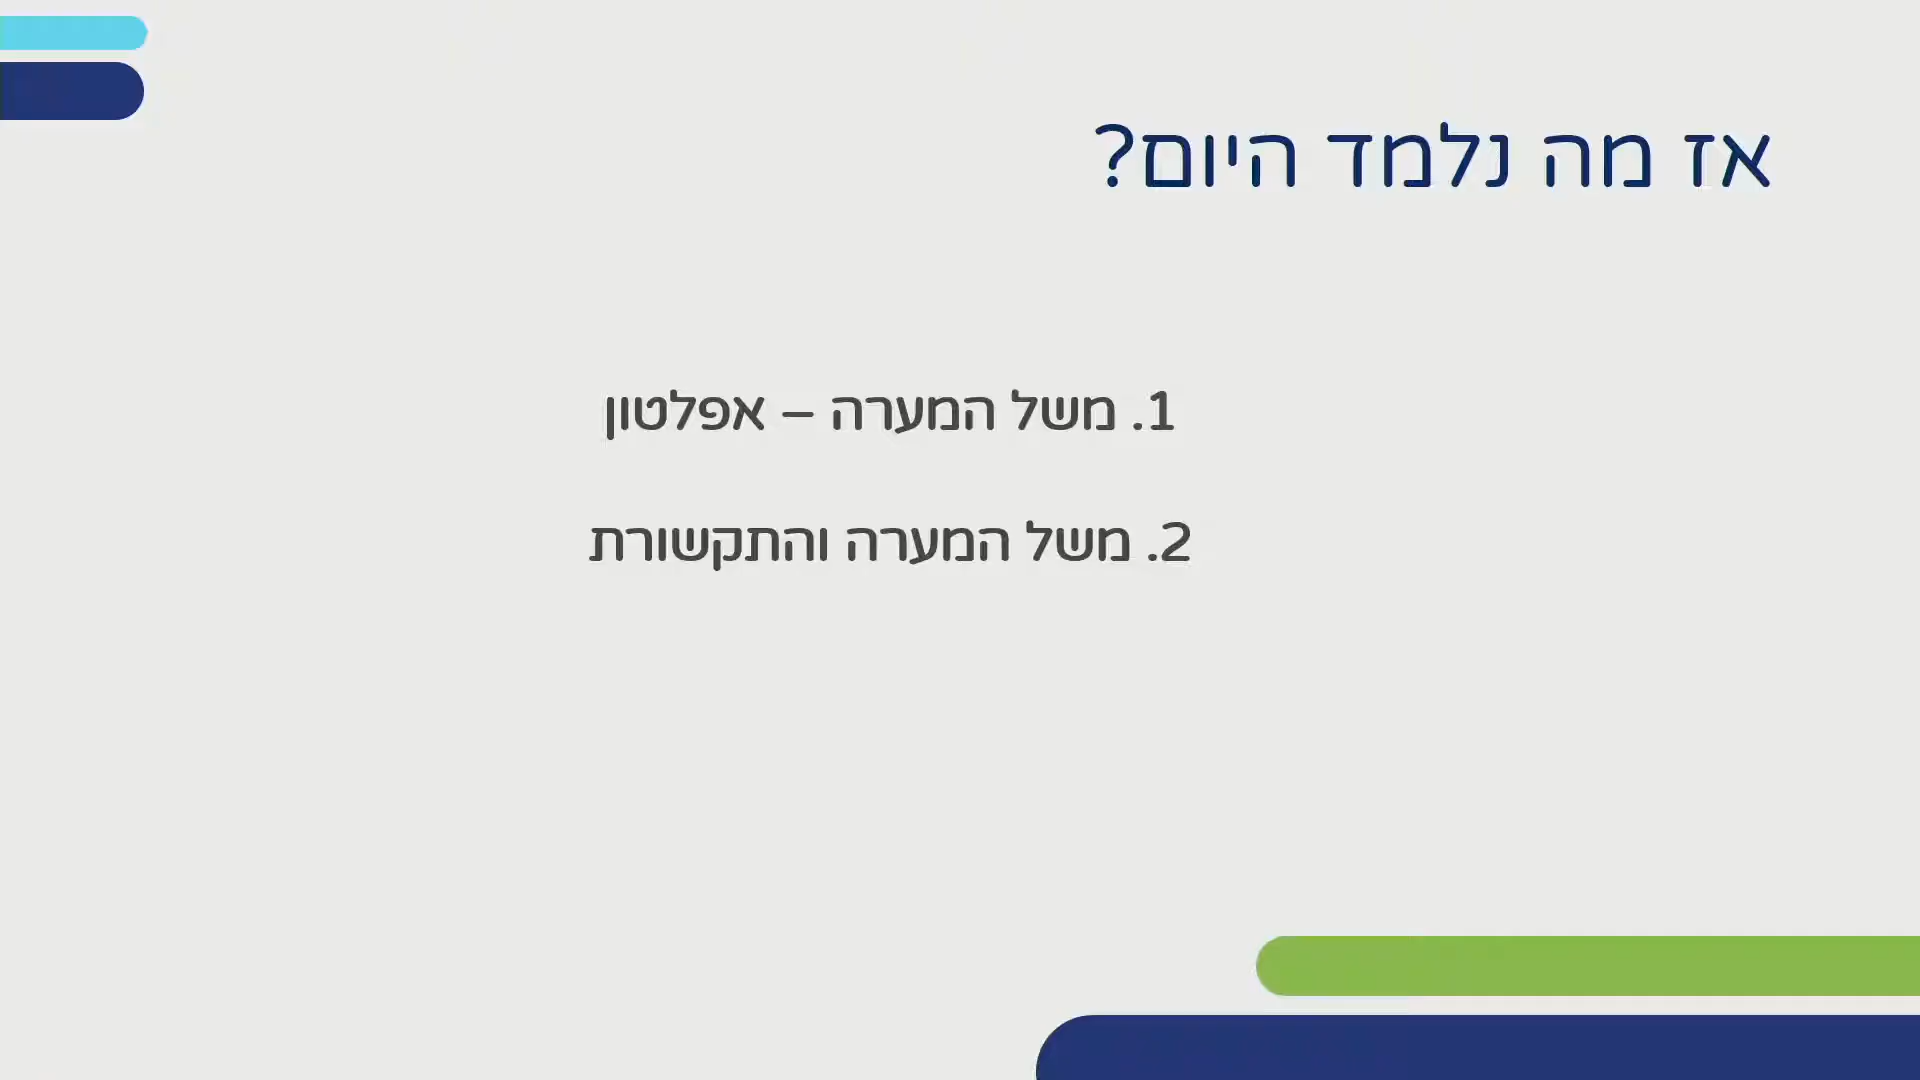 אז מה נלמד היום?
1. משל המערה – אפלטון
2. משל המערה והתקשורת